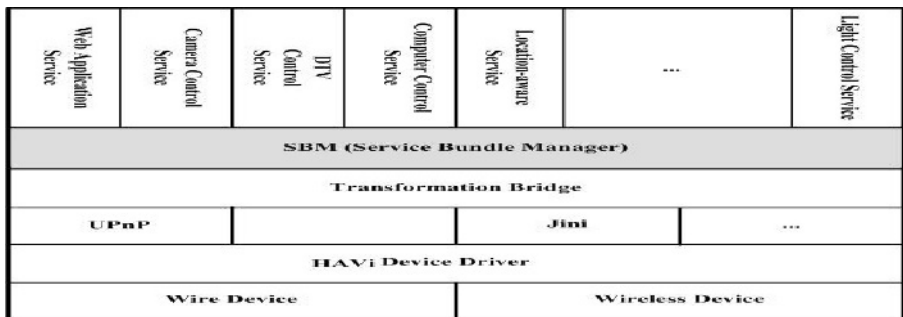 Web Application
Service
Camera Control
Service
DTV
Control
Service
Computer Control
Service
Location-aware
Service
...
Light Control Service
SBM (Service Bundle Manager)
Transformation Bridge
UPnP
Jini
...
HAVi Device Driver
Wire Device
Wireless Device